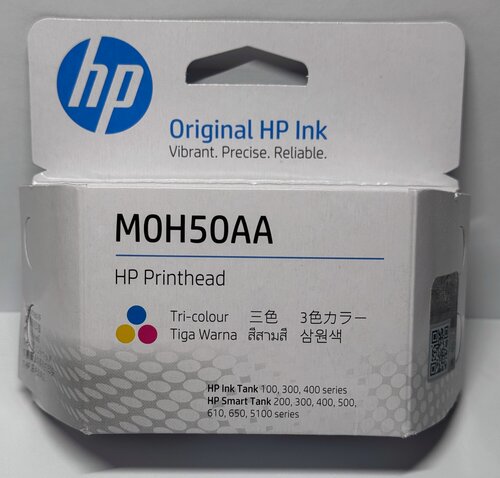 hp
Original HP Ink
Vibrant. Precise. Reliable.
M0H50AA
HP Printhead
Tri-colour 三色 3色カラー
Tiga Warna สีสามสี 삼원색
HP Ink Tank 100, 300, 400 series
HP Smart Tank 200, 300, 400, 500,
610, 650, 5100 series